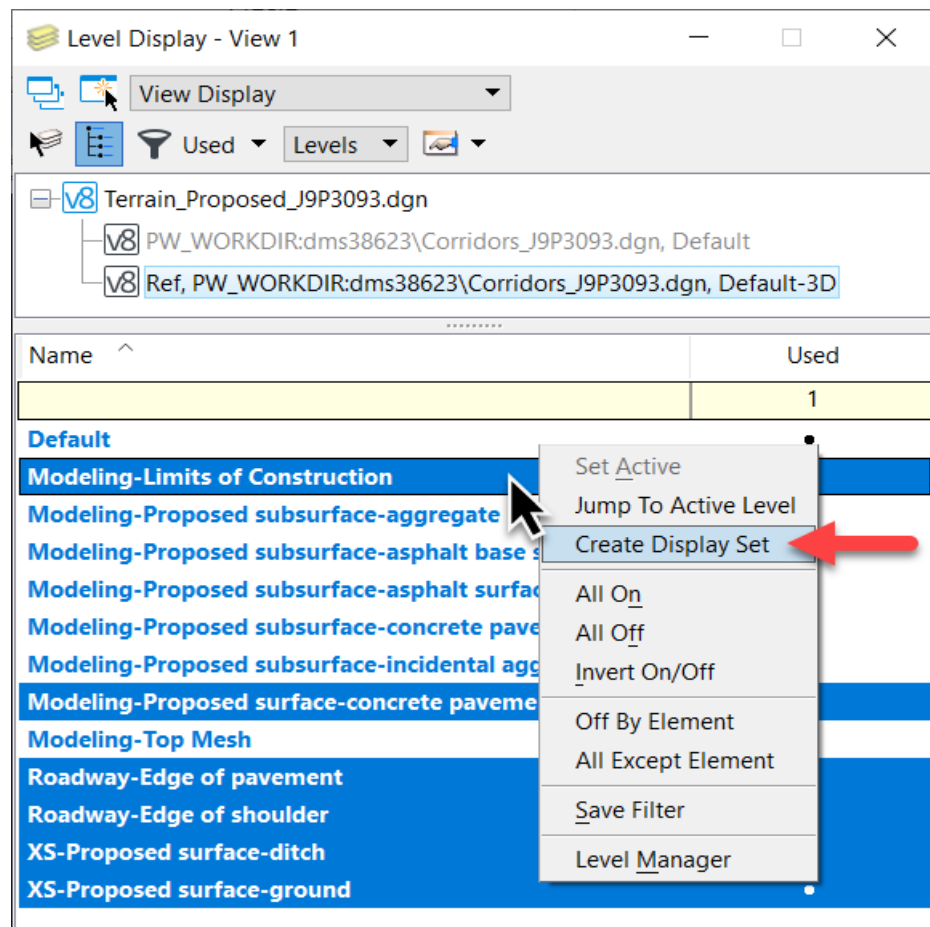 Level Display - View 1
View Display
Used Levels
Terrain_Proposed_J9P3093.dgn
PW_WORKDIR:dms38623\Corridors_J9P3093.dgn, Default
Ref, PW_WORKDIR:dms38623\Corridors_J9P3093.dgn, Default-3D
Name Used
1
Default
Modeling-Limits of Construction
Modeling-Proposed subsurface-aggregate
Modeling-Proposed subsurface-asphalt base
Modeling-Proposed subsurface-asphalt surfac
Modeling-Proposed subsurface-concrete pave
Modeling-Proposed subsurface-incidental agg
Modeling-Proposed surface-concrete paveme
Modeling-Top Mesh
Roadway-Edge of pavement
Roadway-Edge of shoulder
XS-Proposed surface-ditch
XS-Proposed surface-ground
Set Active
Jump To Active Level
Create Display Set
All On
All Off
Invert On/Off
Off By Element
All Except Element
Save Filter
Level Manager